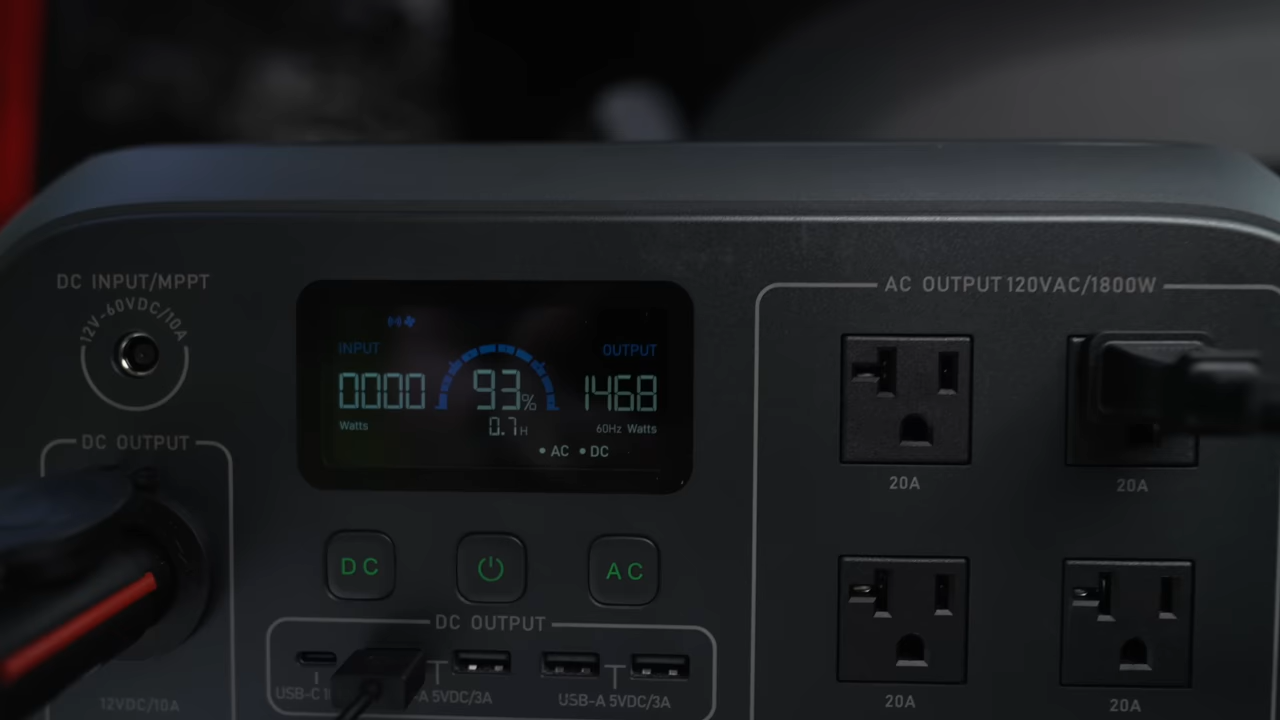 DC INPUT/MPPT
12V-60VDC/10A
DC OUTPUT
12VDC/10A
INPUT
OUTPUT
0000
93%
1468
Watts
0.7H
60Hz Watts
• AC • DC
DC
AC
DC OUTPUT
USB-C
-A 5VDC/3A
USB-A 5VDC/3A
AC OUTPUT 120VAC/1800W
20A
20A
20A
20A